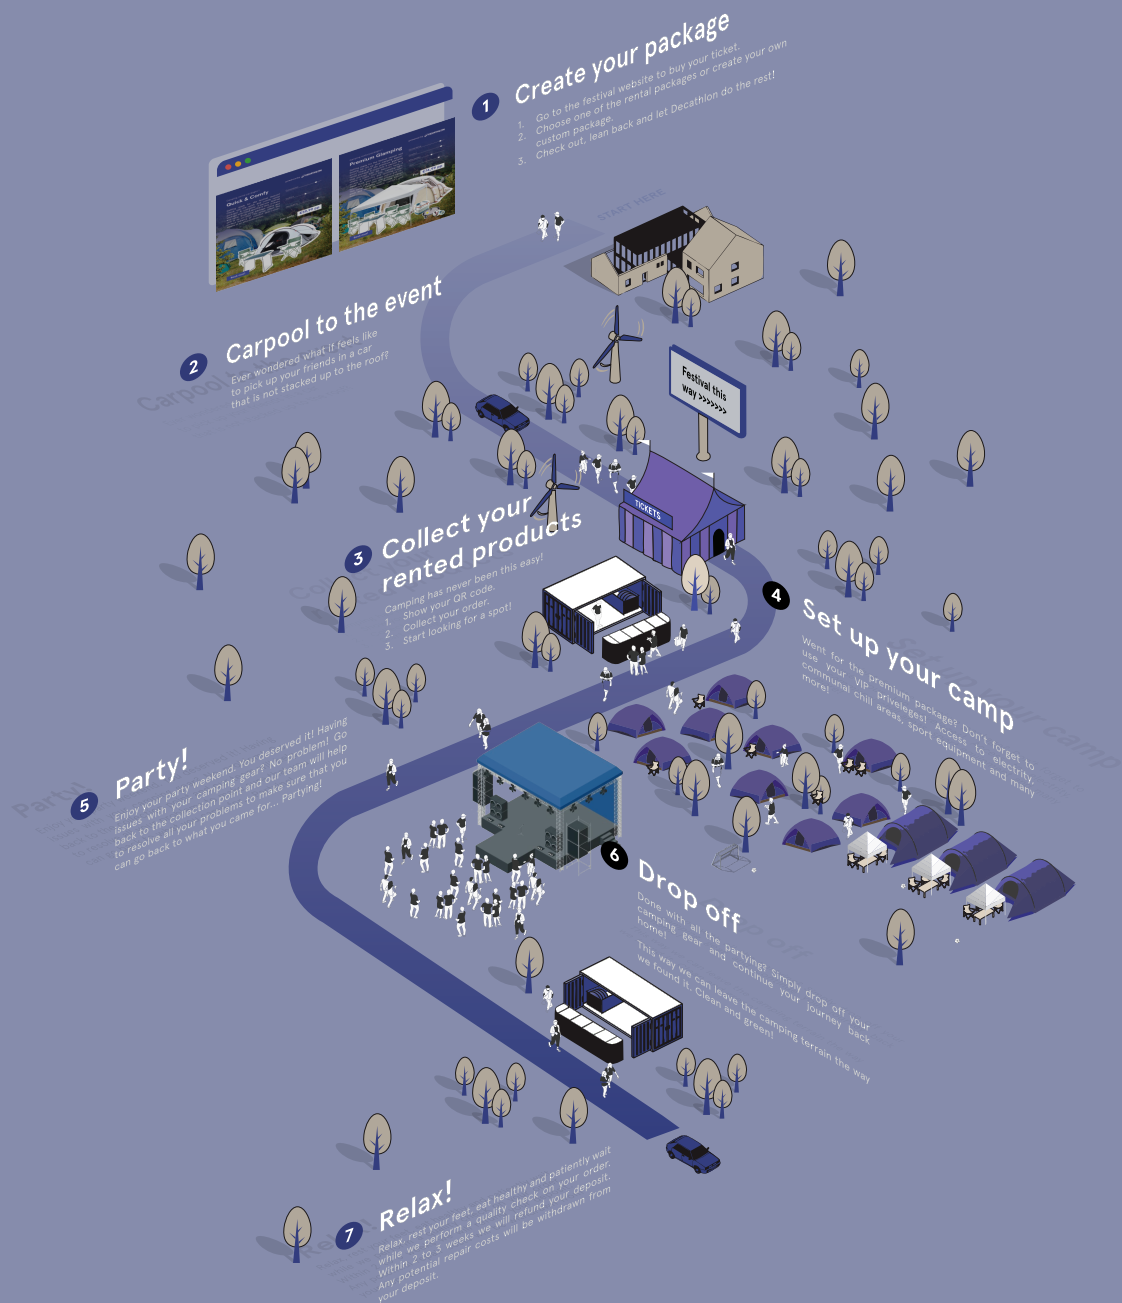 1
Create your package
1. Go to the festival website to buy your ticket.
2. Choose one of the rental packages or create your own
custom package.
3. Check out, lean back and let Decathlon do the rest!
Quick & Comfy
Premium Glamping
START HERE
2
Carpool to the event
Ever wondered what it feels like
to pick up your friends in a car
that is not stacked up to the roof?
Festival this
way >>>>>>>
TICKETS
3
Collect your
rented products
Camping has never been this easy!
1. Show your QR code.
2. Collect your order.
3. Start looking for a spot!
4
Set up your camp
Went for the premium package? Don't forget to
use your VIP priveleges! Access to electrity,
communal chill areas, sport equipment and many
more!
5
Party!
Enjoy your party weekend. You deserved it! Having
issues with your camping gear? No problem! Go
back to the collection point and our team will help
to resolve all your problems to make sure that you
can go back to what you came for... Partying!
6
Drop off
Done with all the partying? Simply drop off your
camping gear and continue your journey back
home!
This way we can leave the camping terrain the way
we found it. Clean and green!
7
Relax!
Relax, rest your feet, eat healthy and patiently wait
while we perform a quality check on your order.
Within 2 to 3 weeks we will refund your deposit.
Any potential repair costs will be withdrawn from
your deposit.